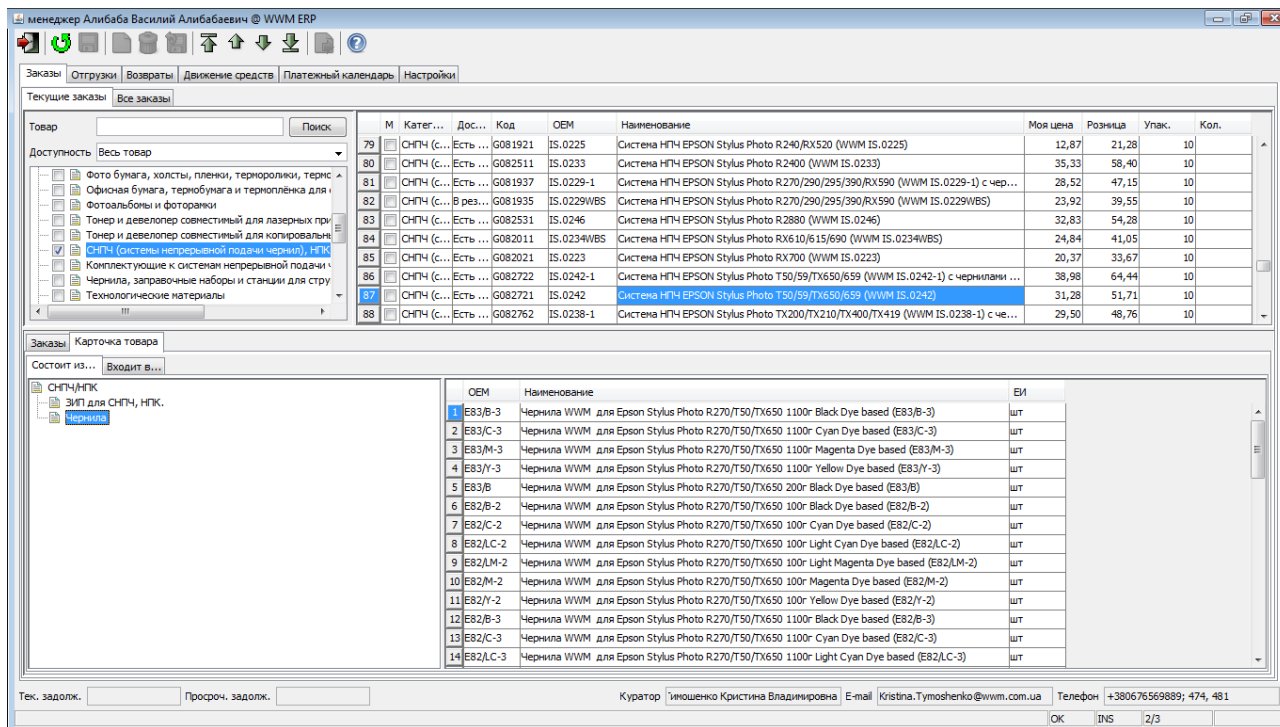 менеджер Алибаба Василий Алибабаевич @ WWM ERP
Заказы Отгрузки Возвраты Движение средств Платежный календарь Настройки
Текущие заказы Все заказы
Товар Поиск
Доступность Весь товар
Фото бумага, холсты, пленки, терморолики, термо
Офисная бумага, термобумага и термоплёнка для
Фотоальбомы и фоторамки
Тонер и девелопер совместимый для лазерных при
Тонер и девелопер совместимый для копировальн
СНПЧ (системы непрерывной подачи чернил), НПК
Комплектующие к системам непрерывной подачи ч
Чернила, заправочные наборы и станции для стру
Технологические материалы
М Катег... Дос... Код OEM Наименование Моя цена Розница Упак. Кол.
79 СНПЧ (с... Есть ... G081921 IS.0225 Система НПЧ EPSON Stylus Photo R240/RX520 (WWM IS.0225) 12,87 21,28 10
80 СНПЧ (с... Есть ... G082511 IS.0233 Система НПЧ EPSON Stylus Photo R2400 (WWM IS.0233) 35,33 58,40 10
81 СНПЧ (с... Есть ... G081937 IS.0229-1 Система НПЧ EPSON Stylus Photo R270/290/295/390/RX590 (WWM IS.0229-1) с чер... 28,52 47,15 10
82 СНПЧ (с... В рез... G081935 IS.0229WBS Система НПЧ EPSON Stylus Photo R270/290/295/390/RX590 (WWM IS.0229WBS) 23,92 39,55 10
83 СНПЧ (с... Есть ... G082531 IS.0246 Система НПЧ EPSON Stylus Photo R2880 (WWM IS.0246) 32,83 54,28 10
84 СНПЧ (с... Есть ... G082011 IS.0234WBS Система НПЧ EPSON Stylus Photo RX610/615/690 (WWM IS.0234WBS) 24,84 41,05 10
85 СНПЧ (с... Есть ... G082021 IS.0223 Система НПЧ EPSON Stylus Photo RX700 (WWM IS.0223) 20,37 33,67 10
86 СНПЧ (с... Есть ... G082722 IS.0242-1 Система НПЧ EPSON Stylus Photo T50/59/TX650/659 (WWM IS.0242-1) с чернилами ... 38,98 64,44 10
87 СНПЧ (с... Есть ... G082721 IS.0242 Система НПЧ EPSON Stylus Photo T50/59/TX650/659 (WWM IS.0242) 31,28 51,71 10
88 СНПЧ (с... Есть ... G082762 IS.0238-1 Система НПЧ EPSON Stylus Photo TX200/TX210/TX400/TX419 (WWM IS.0238-1) с че... 29,50 48,76 10
Заказы Карточка товара
Состоит из... Входит в...
СНПЧ/НПК
ЗИП для СНПЧ, НПК.
Чернила
OEM Наименование ЕИ
1 E83/B-3 Чернила WWM для Epson Stylus Photo R270/T50/TX650 1100г Black Dye based (E83/B-3) шт
2 E83/C-3 Чернила WWM для Epson Stylus Photo R270/T50/TX650 1100г Cyan Dye based (E83/C-3) шт
3 E83/M-3 Чернила WWM для Epson Stylus Photo R270/T50/TX650 1100г Magenta Dye based (E83/M-3) шт
4 E83/Y-3 Чернила WWM для Epson Stylus Photo R270/T50/TX650 1100г Yellow Dye based (E83/Y-3) шт
5 E83/B Чернила WWM для Epson Stylus Photo R270/T50/TX650 200г Black Dye based (E83/B) шт
6 E82/B-2 Чернила WWM для Epson Stylus Photo R270/T50/TX650 100г Black Dye based (E82/B-2) шт
7 E82/C-2 Чернила WWM для Epson Stylus Photo R270/T50/TX650 100г Cyan Dye based (E82/C-2) шт
8 E82/LC-2 Чернила WWM для Epson Stylus Photo R270/T50/TX650 100г Light Cyan Dye based (E82/LC-2) шт
9 E82/LM-2 Чернила WWM для Epson Stylus Photo R270/T50/TX650 100г Light Magenta Dye based (E82/LM-2) шт
10 E82/M-2 Чернила WWM для Epson Stylus Photo R270/T50/TX650 100г Magenta Dye based (E82/M-2) шт
11 E82/Y-2 Чернила WWM для Epson Stylus Photo R270/T50/TX650 100г Yellow Dye based (E82/Y-2) шт
12 E82/B-3 Чернила WWM для Epson Stylus Photo R270/T50/TX650 1100г Black Dye based (E82/B-3) шт
13 E82/C-3 Чернила WWM для Epson Stylus Photo R270/T50/TX650 1100г Cyan Dye based (E82/C-3) шт
14 E82/LC-3 Чернила WWM для Epson Stylus Photo R270/T50/TX650 1100г Light Cyan Dye based (E82/LC-3) шт
Тек. задолж. Просроч. задолж. Куратор имошенко Кристина Владимировна E-mail Kristina.Tymoshenko@wwm.com.ua Телефон +380676569889; 474, 481
OK INS 2/3